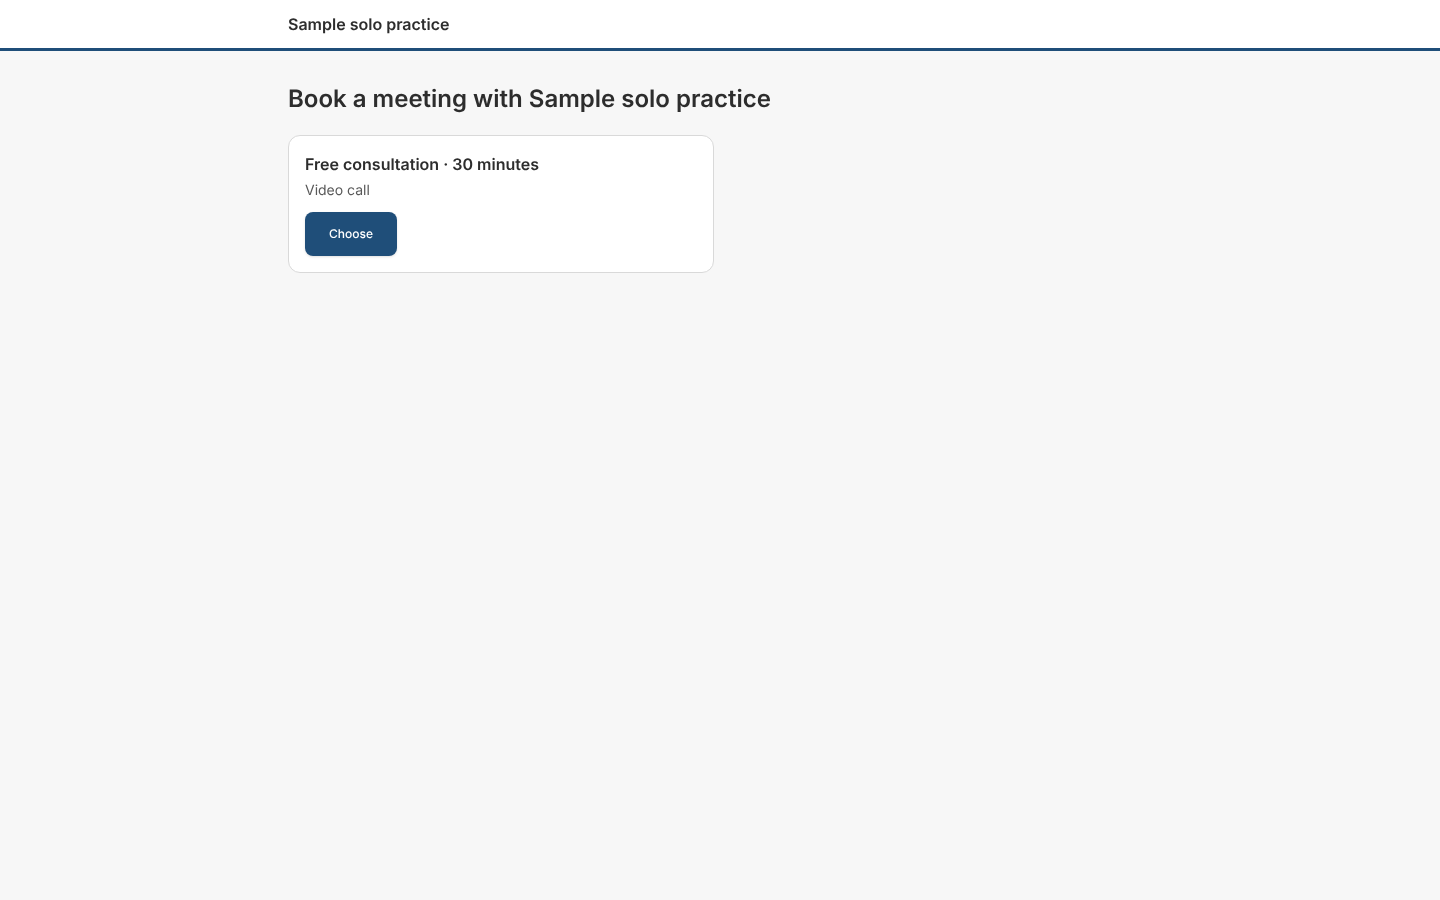 Sample solo practice
Book a meeting with Sample solo practice
Free consultation · 30 minutes
Video call
Choose